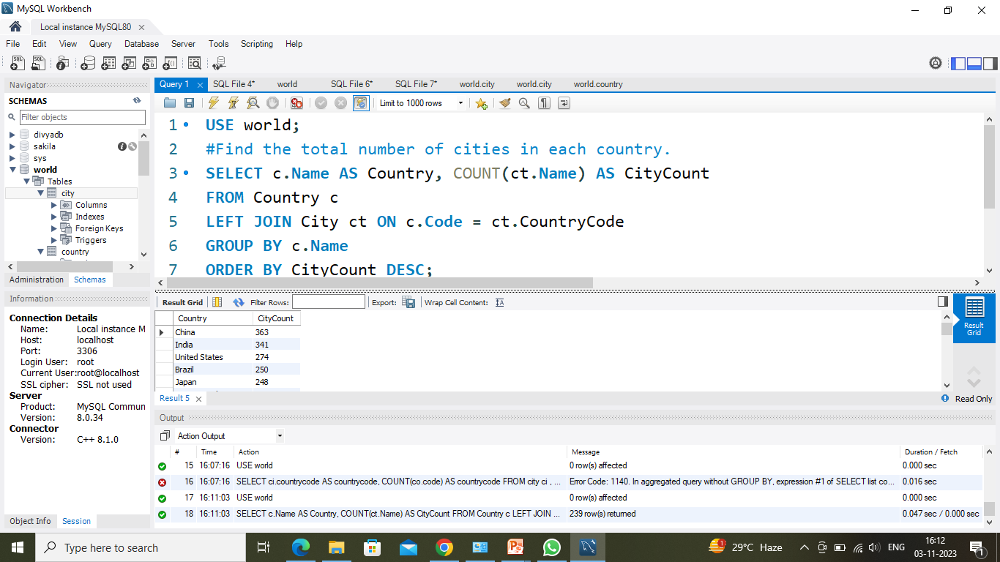 MySQL Workbench
Local instance MySQL80
File Edit View Query Database Server Tools Scripting Help
Navigator
SCHEMAS
Filter objects
divyadb
sakila
sys
world
Tables
city
Columns
Indexes
Foreign Keys
Triggers
country
Administration Schemas
Information
Connection Details
Name: Local instance M
Host: localhost
Port: 3306
Login User: root
Current User:root@localhost
SSL cipher: SSL not used
Server
Product: MySQL Commun
Version: 8.0.34
Connector
Version: C++ 8.1.0
Object Info Session
Query 1 SQL File 4* world SQL File 6* SQL File 7* world.city world.city world.country
Limit to 1000 rows
1 USE world;
2 #Find the total number of cities in each country.
3 SELECT c.Name AS Country, COUNT(ct.Name) AS CityCount
4 FROM Country c
5 LEFT JOIN City ct ON c.Code = ct.CountryCode
6 GROUP BY c.Name
7 ORDER BY CityCount DESC;
Result Grid Filter Rows: Export: Wrap Cell Content:
Country CityCount
China 363
India 341
United States 274
Brazil 250
Japan 248
Result
Grid
Result 5
Read Only
Output
Action Output
# Time Action Message Duration / Fetch
15 16:07:16 USE world 0 row(s) affected 0.000 sec
16 16:07:16 SELECT ci.countrycode AS countrycode, COUNT(co.code) AS countrycode FROM city ci , ... Error Code: 1140. In aggregated query without GROUP BY, expression #1 of SELECT list co... 0.016 sec
17 16:11:03 USE world 0 row(s) affected 0.000 sec
18 16:11:03 SELECT c.Name AS Country, COUNT(ct.Name) AS CityCount FROM Country c LEFT JOIN ... 239 row(s) returned 0.047 sec / 0.000 sec
Type here to search
1
29°C Haze
ENG
16:12
03-11-2023
1